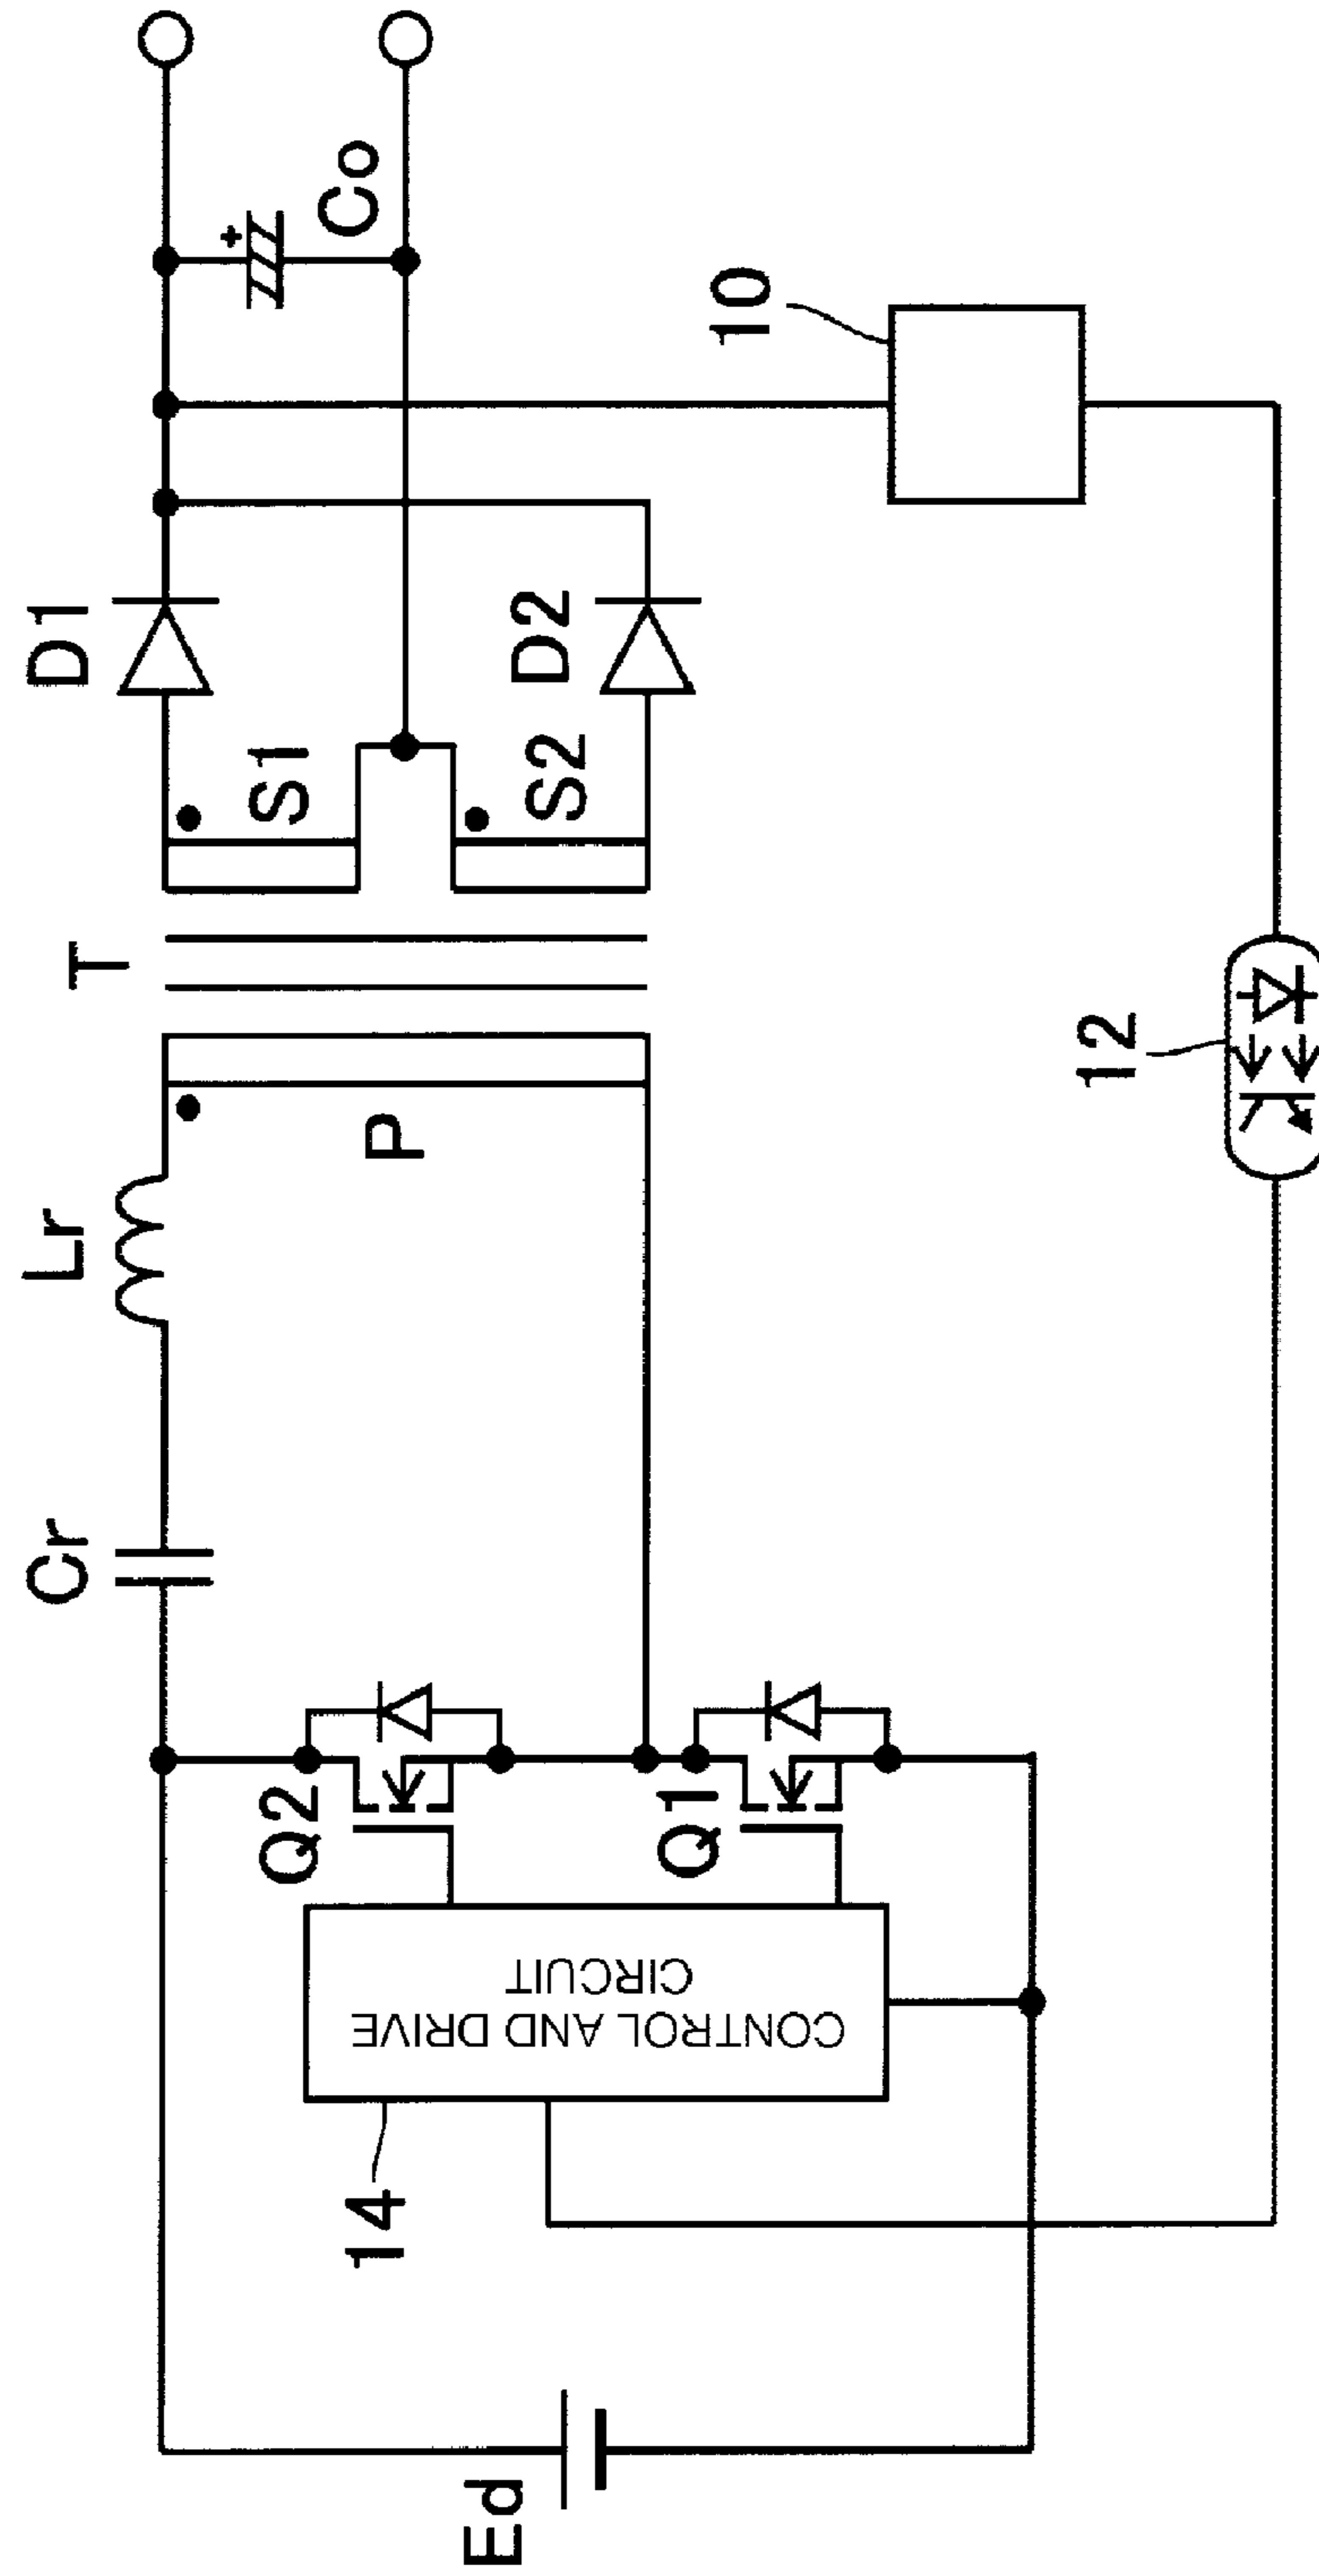 Cr
Lr
T
D1
S1
Co
+
Q2
P
D2
S2
14
CONTROL AND DRIVE
CIRCUIT
Ed
Q1
10
12